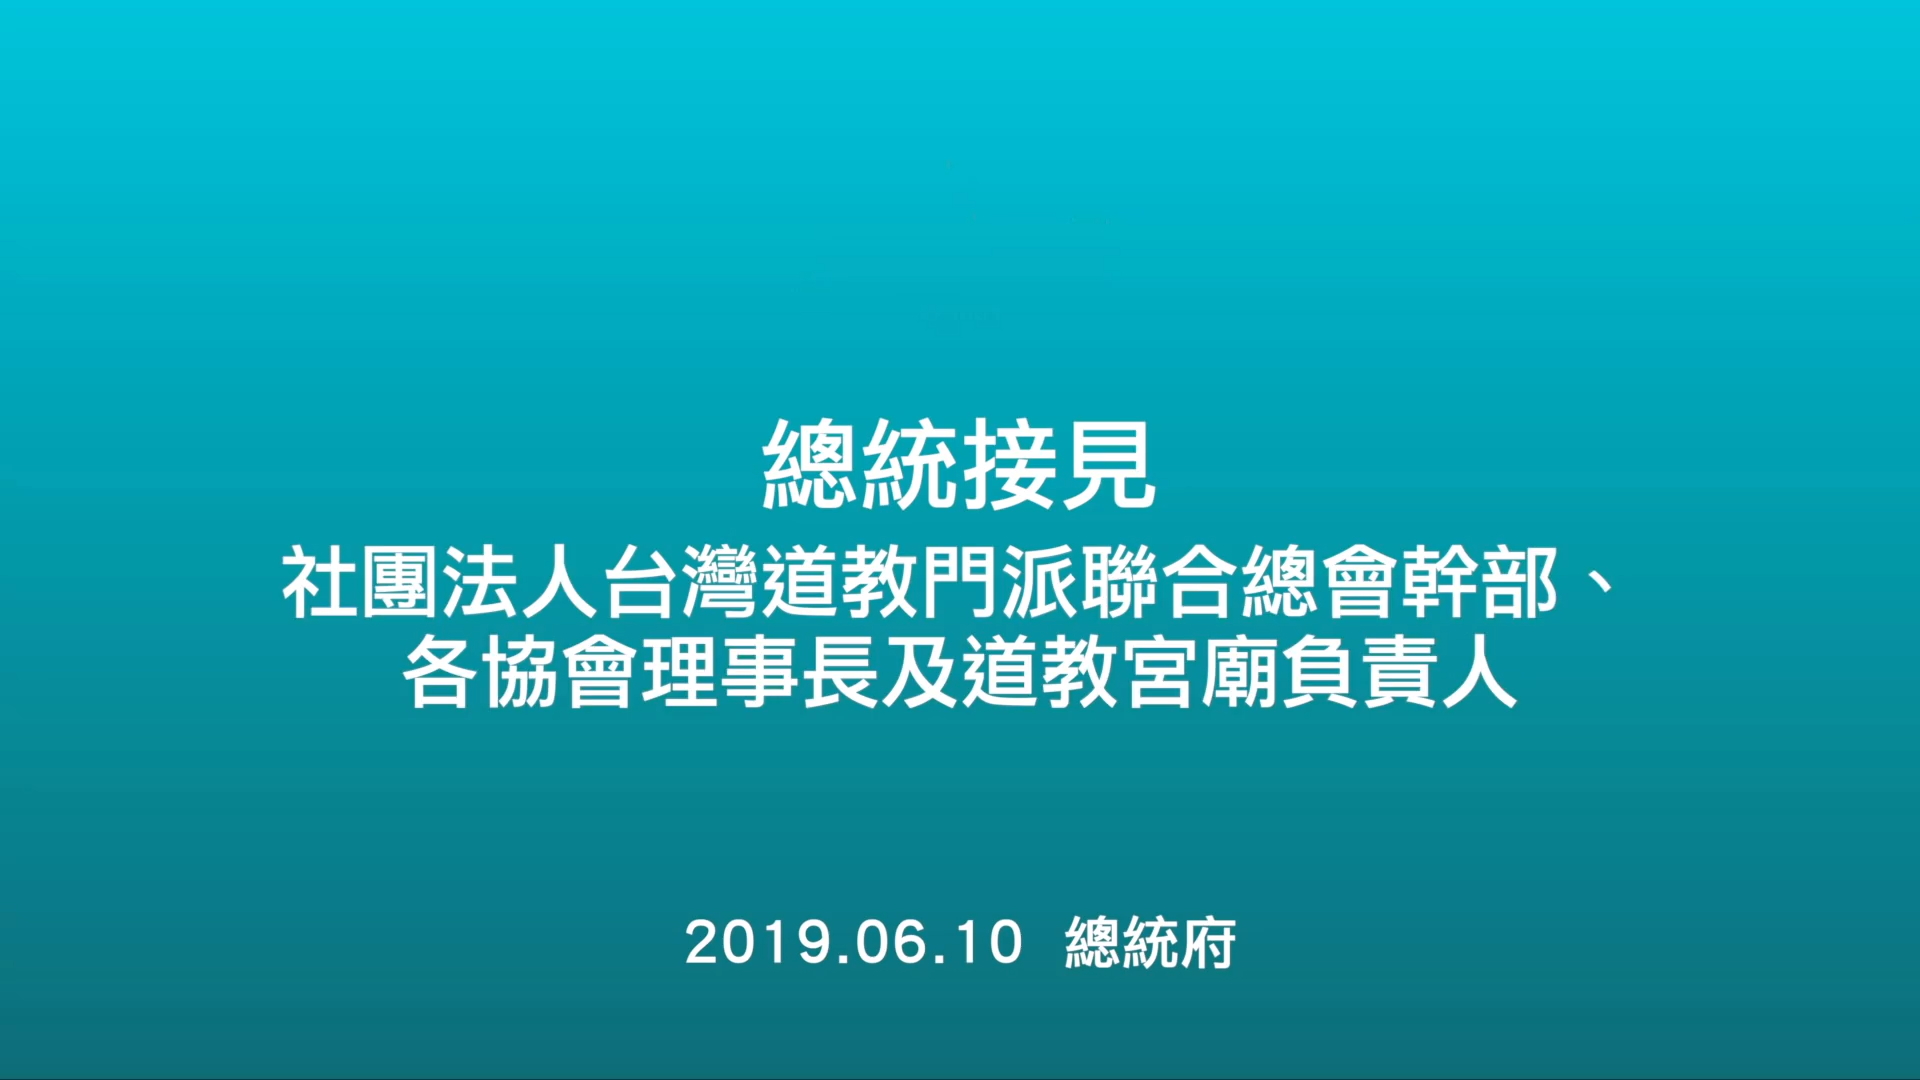 總統接見
社團法人台灣道教門派聯合總會幹部、
各協會理事長及道教宮廟負責人
2019.06.10 總統府